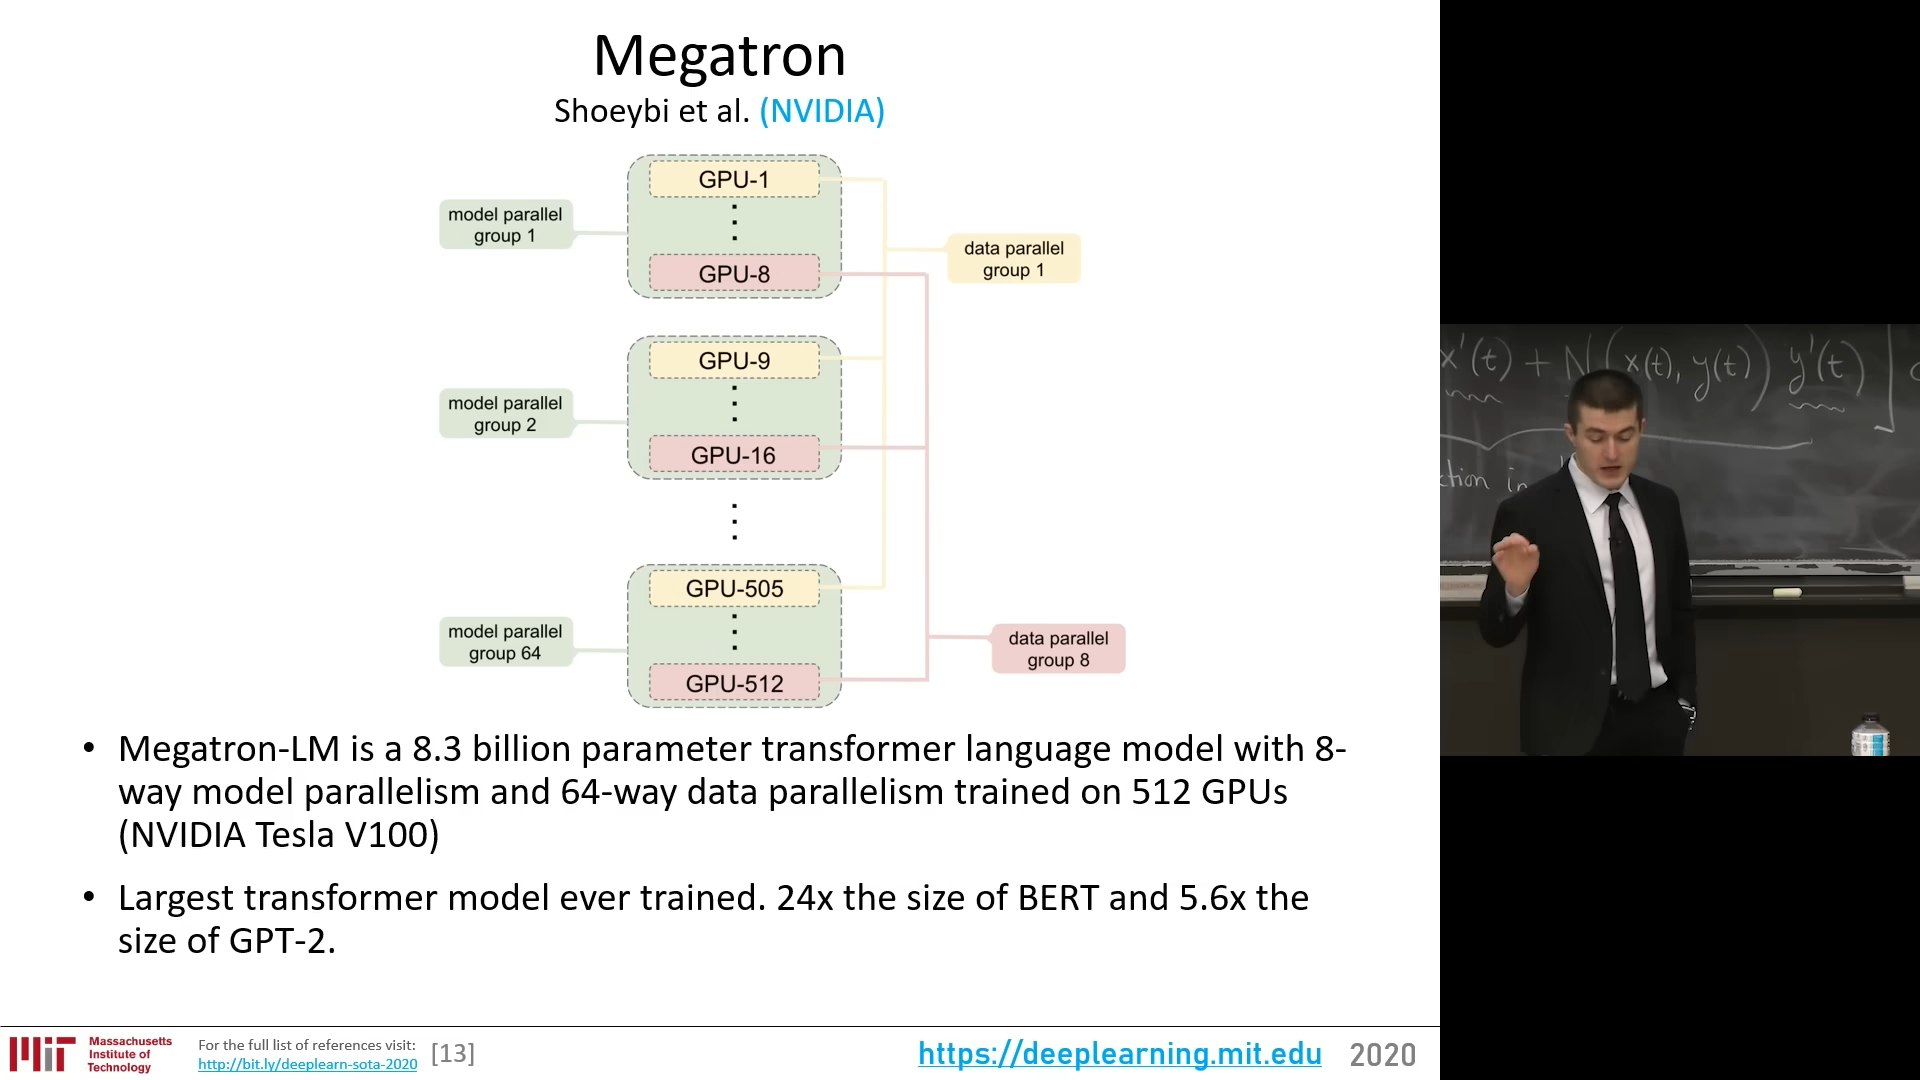 Megatron
Shoeybi et al. (NVIDIA)
GPU-1
model parallel
group 1
data parallel
group 1
GPU-8
GPU-9
model parallel
group 2
GPU-16
GPU-505
model parallel
group 64
data parallel
group 8
GPU-512
• Megatron-LM is a 8.3 billion parameter transformer language model with 8-
way model parallelism and 64-way data parallelism trained on 512 GPUs
(NVIDIA Tesla V100)
• Largest transformer model ever trained. 24x the size of BERT and 5.6x the
size of GPT-2.
MIT
Massachusetts
Institute of
Technology
For the full list of references visit:
http://bit.ly/deeplearn-sota-2020
[13]
https://deeplearning.mit.edu 2020
x'(t) + N(x(t), y(t)) y'(t)]
ction in